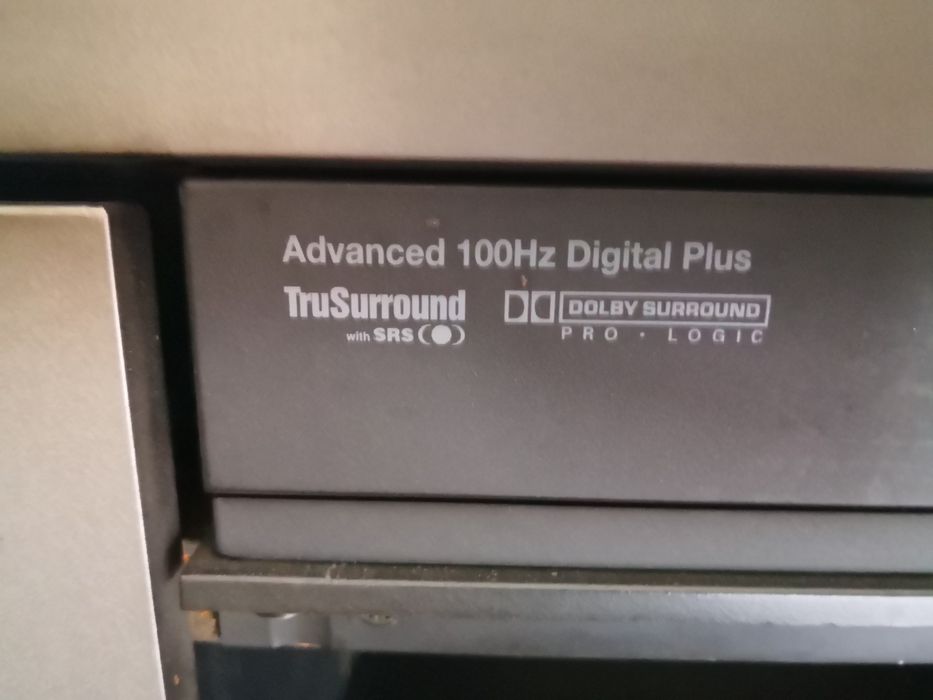 Advanced 100Hz Digital Plus
TruSurround
with SRS
DOLBY SURROUND
PRO · LOGIC